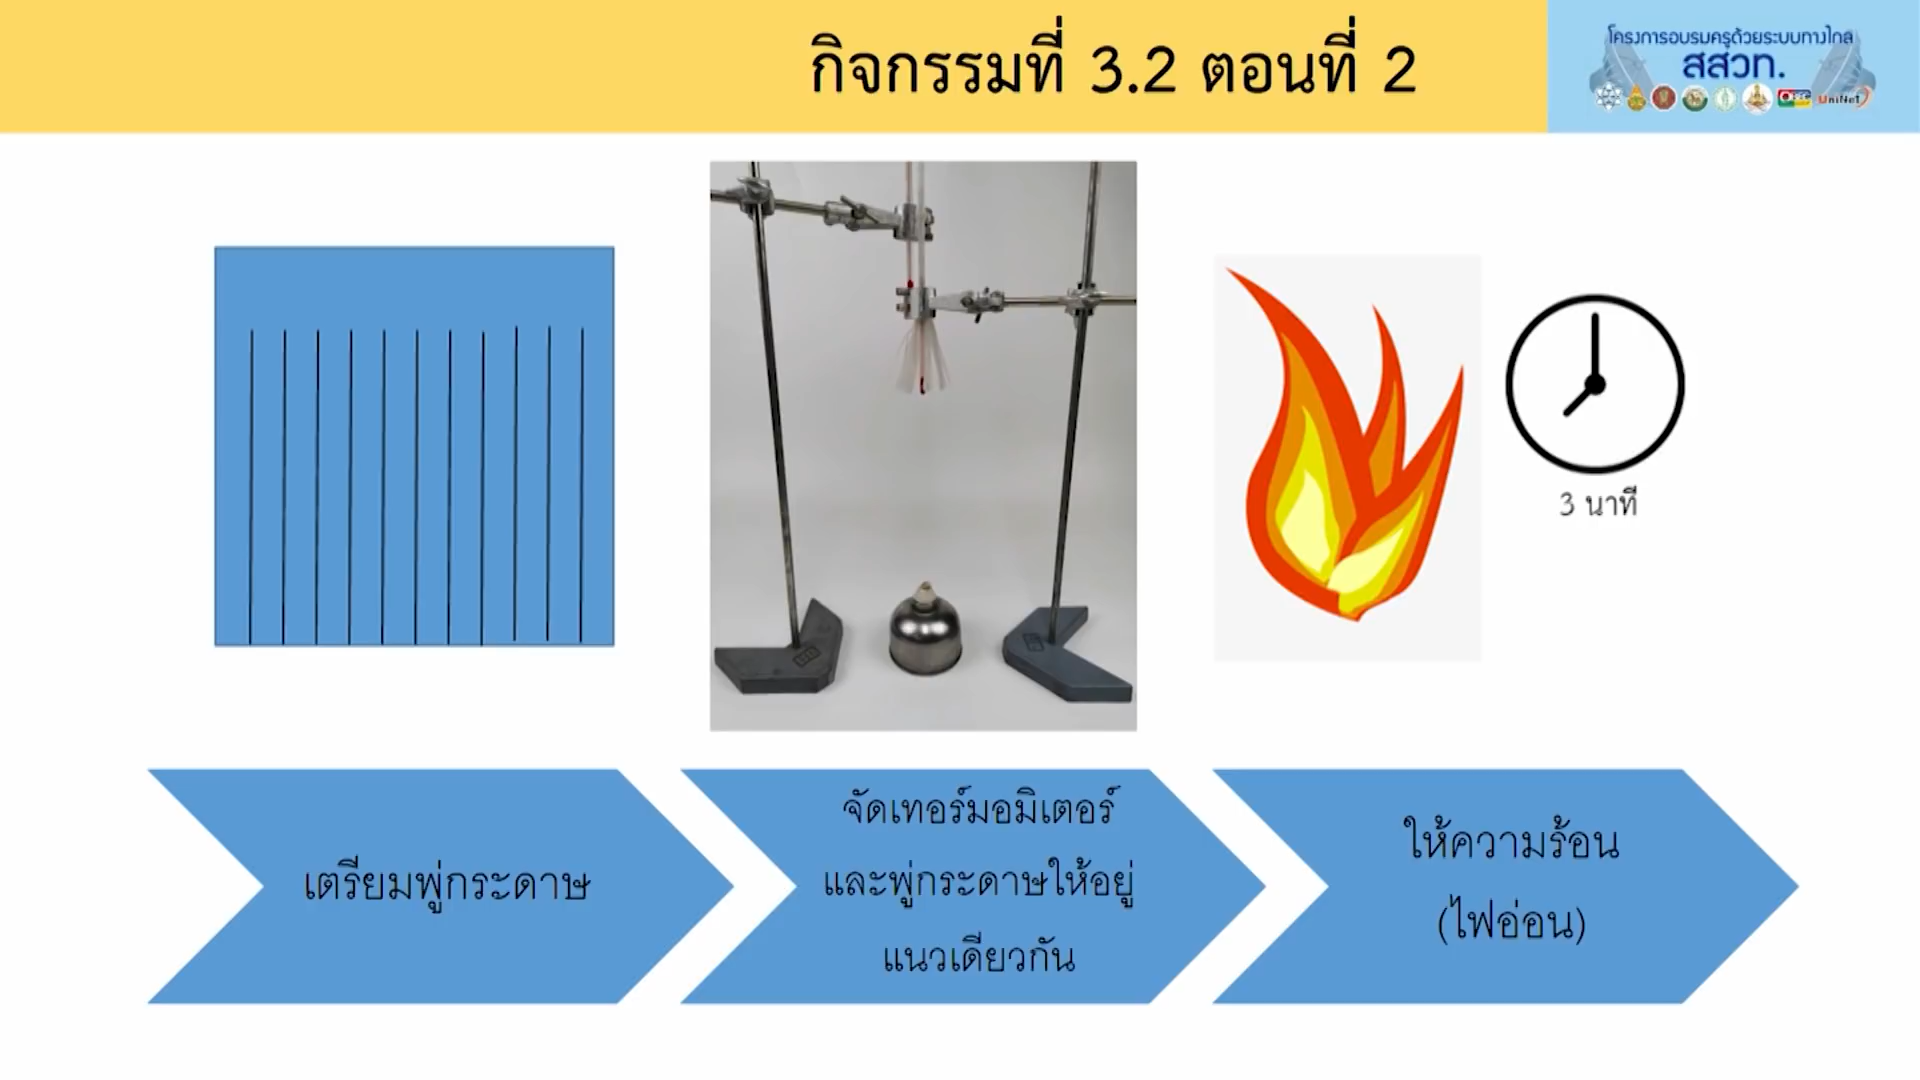 กิจกรรมที่ 3.2 ตอนที่ 2
โครงการอบรมครูด้วยระบบทางไกล
สสวท.
UniNet
3 นาที
เตรียมพู่กระดาษ
จัดเทอร์มอมิเตอร์
และพู่กระดาษให้อยู่
แนวเดียวกัน
ให้ความร้อน
(ไฟอ่อน)